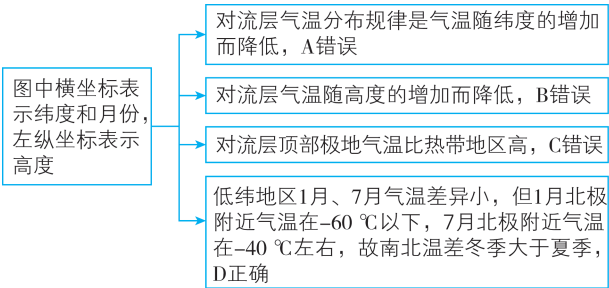 对流层气温分布规律是气温随纬度的增加
而降低，A错误
图中横坐标表
示纬度和月份，
左纵坐标表示
高度
对流层气温随高度的增加而降低，B错误
对流层顶部极地气温比热带地区高，C错误
低纬地区1月、7月气温差异小，但1月北极
附近气温在-60 ℃以下，7月北极附近气温
在-40 ℃左右，故南北温差冬季大于夏季，
D正确